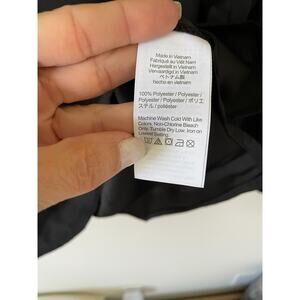 Made in Vietnam
Fabriqué au Viêt Nam
Hergestellt in Vietnam
Vervaardigd in Vietnam
ベトナム製
hecho en Vietnam
100% Polyester / Polyester /
Polyester / Polyester / ポリエ
ステル / poliéster
Machine Wash Cold With Like
Colors. Non-Chlorine Bleach
Only. Tumble Dry Low. Iron on
Lowest Setting.